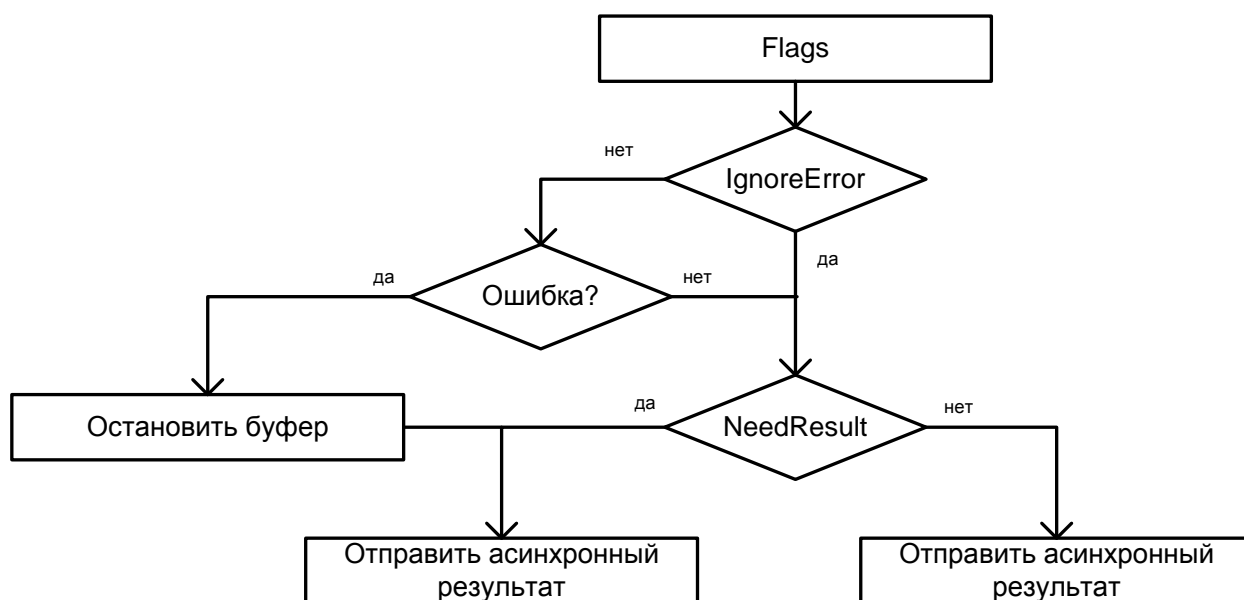 Flags
нет
IgnoreError
да
да
Ошибка?
нет
Остановить буфер
да
NeedResult
нет
Отправить асинхронный
результат
Отправить асинхронный
результат